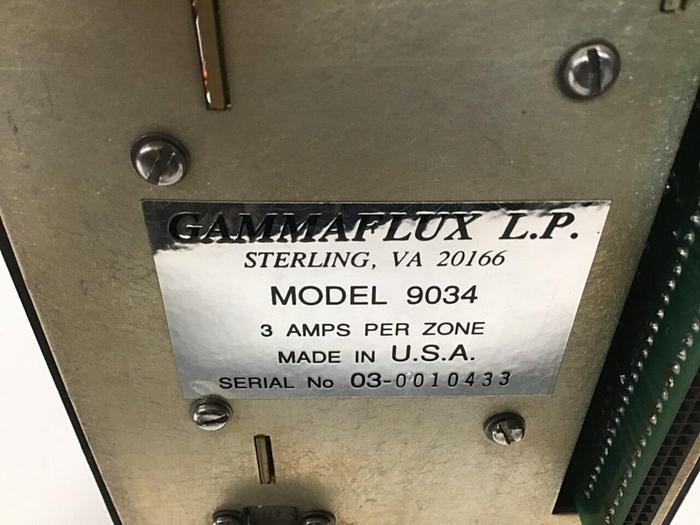 GAMMAFLUX L.P.
STERLING, VA 20166
MODEL 9034
3 AMPS PER ZONE
MADE IN U.S.A.
SERIAL No 03-0010433